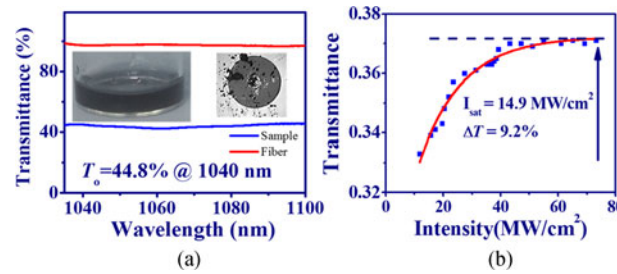 (a)
Transmittance (%)
80
40
0
Sample
Fiber
To=44.8% @ 1040 nm
1040 1060 1080 1100
Wavelength (nm)
(a)
(b)
Transmittance
0.36
0.34
0.32
Isat = 14.9 MW/cm2
ΔT = 9.2%
0 20 40 60 80
Intensity(MW/cm2)
(b)